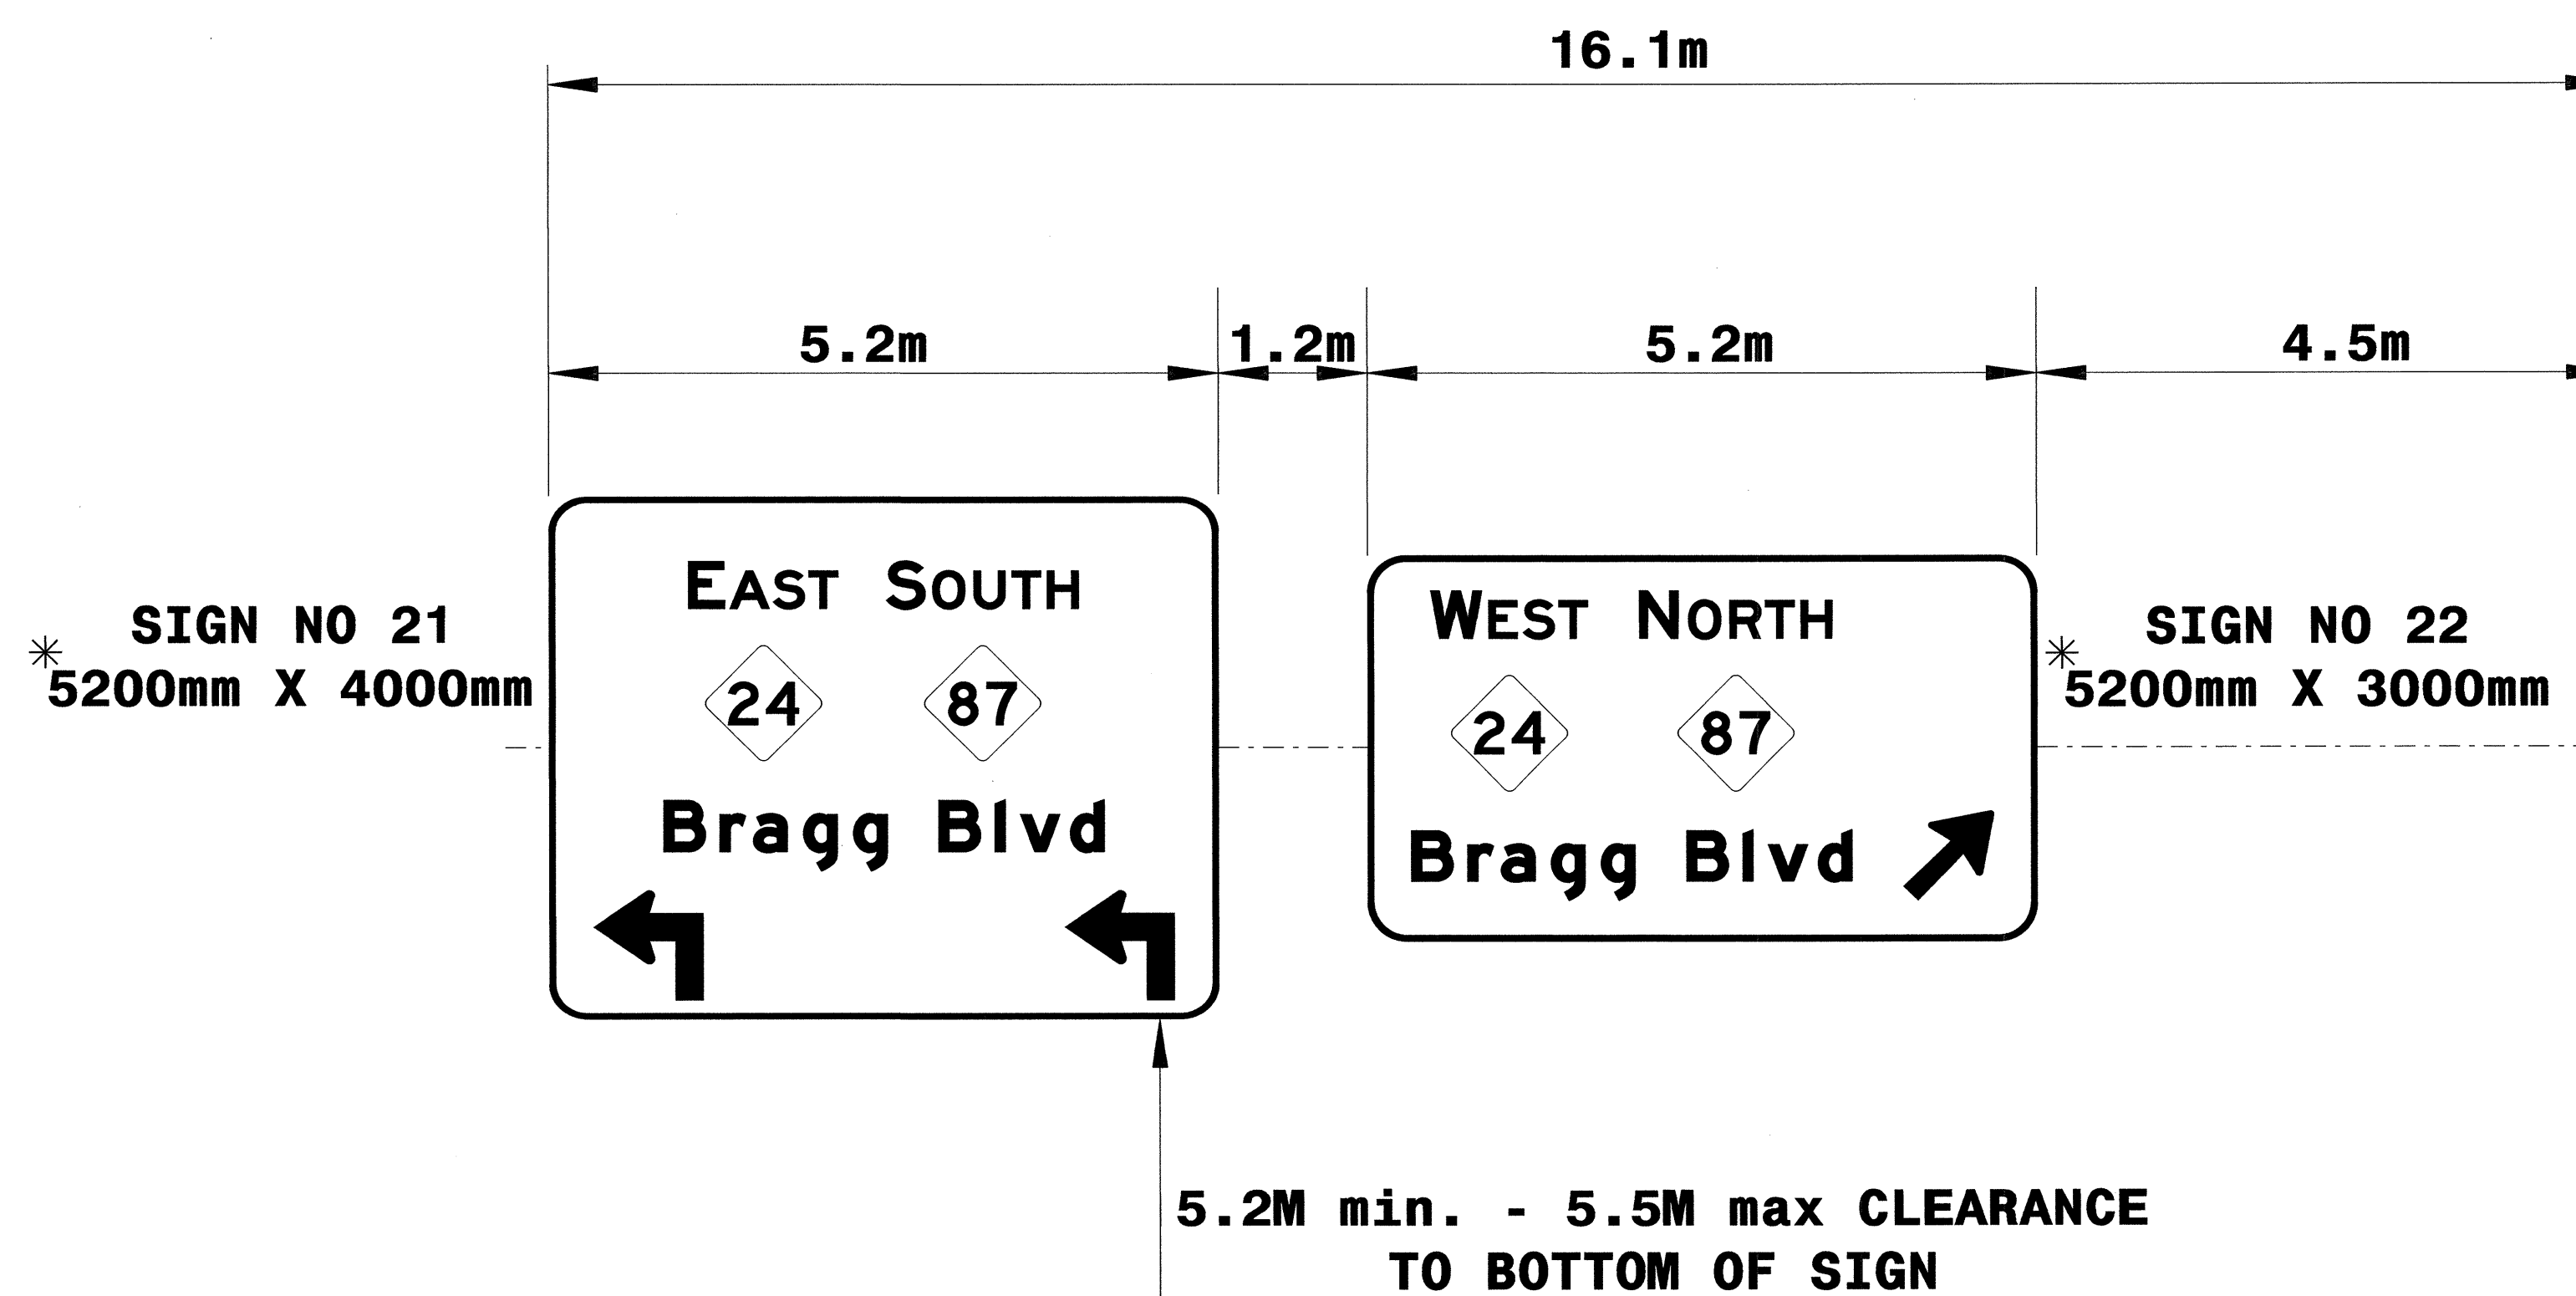 16.1m
5.2m 1.2m 5.2m 4.5m
SIGN NO 21
*5200mm X 4000mm
EAST SOUTH
24 87
Bragg Blvd
WEST NORTH
24 87
Bragg Blvd
SIGN NO 22
*5200mm X 3000mm
5.2M min. - 5.5M max CLEARANCE
TO BOTTOM OF SIGN